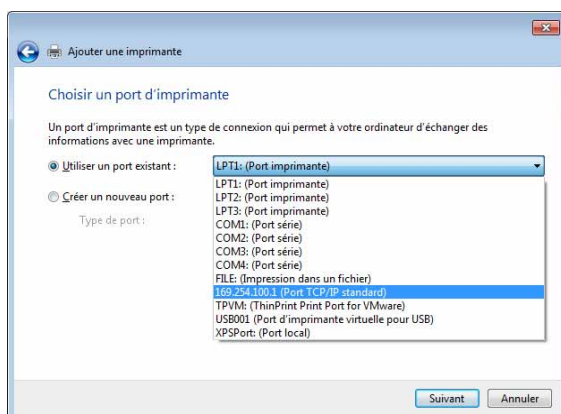 Ajouter une imprimante
Choisir un port d'imprimante
Un port d'imprimante est un type de connexion qui permet à votre ordinateur d'échanger des
informations avec une imprimante.
Utiliser un port existant :
LPT1: (Port imprimante)
LPT1: (Port imprimante)
LPT2: (Port imprimante)
LPT3: (Port imprimante)
COM1: (Port série)
COM2: (Port série)
COM3: (Port série)
COM4: (Port série)
FILE: (Impression dans un fichier)
169.254.100.1 (Port TCP/IP standard)
TPVM: (ThinPrint Print Port for VMware)
USB001 (Port d'imprimante virtuelle pour USB)
XPSPort: (Port local)
Créer un nouveau port :
Type de port :
Suivant
Annuler